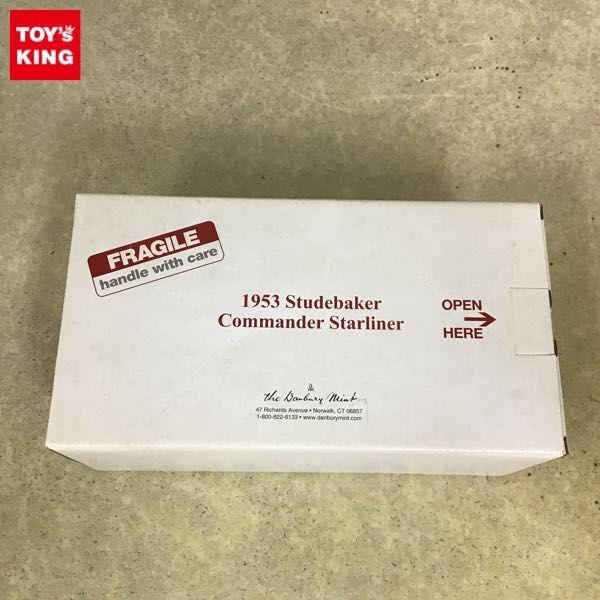 TOY's
KING
FRAGILE
handle with care
1953 Studebaker
Commander Starliner
OPEN
HERE
the Danbury Mint
47 Richards Avenue • Norwalk, CT 06857
1-800-822-6133 • www.danburymint.com